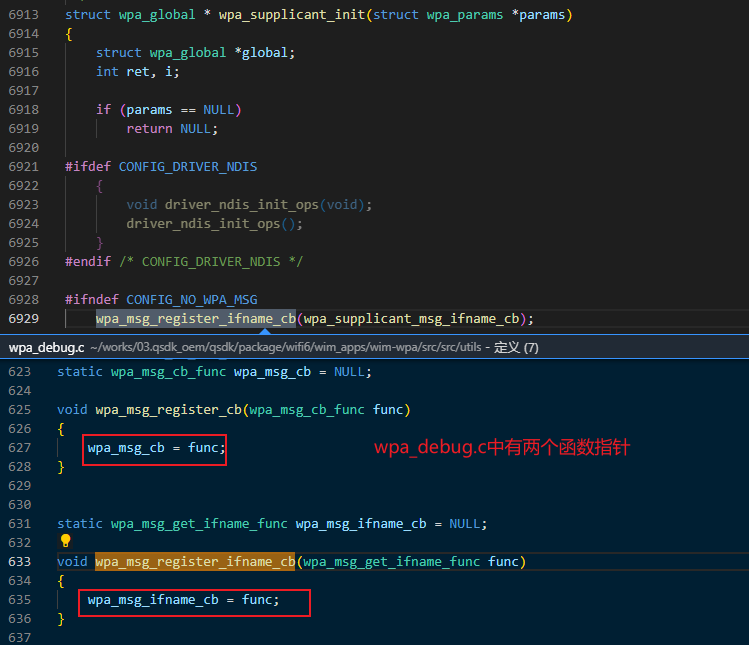 6913 struct wpa_global * wpa_supplicant_init(struct wpa_params *params)
6914 {
6915     struct wpa_global *global;
6916     int ret, i;
6917
6918     if (params == NULL)
6919         return NULL;
6920
6921 #ifdef CONFIG_DRIVER_NDIS
6922     {
6923         void driver_ndis_init_ops(void);
6924         driver_ndis_init_ops();
6925     }
6926 #endif /* CONFIG_DRIVER_NDIS */
6927
6928 #ifndef CONFIG_NO_WPA_MSG
6929     wpa_msg_register_ifname_cb(wpa_supplicant_msg_ifname_cb);
wpa_debug.c ~/works/03.qsdk_oem/qsdk/package/wifi6/wim_apps/wim-wpa/src/src/utils - 定义 (7)
623 static wpa_msg_cb_func wpa_msg_cb = NULL;
624
625 void wpa_msg_register_cb(wpa_msg_cb_func func)
626 {
627     wpa_msg_cb = func; wpa_debug.c中有两个函数指针
628 }
629
630
631 static wpa_msg_get_ifname_func wpa_msg_ifname_cb = NULL;
632
633 void wpa_msg_register_ifname_cb(wpa_msg_get_ifname_func func)
634 {
635     wpa_msg_ifname_cb = func;
636 }
637